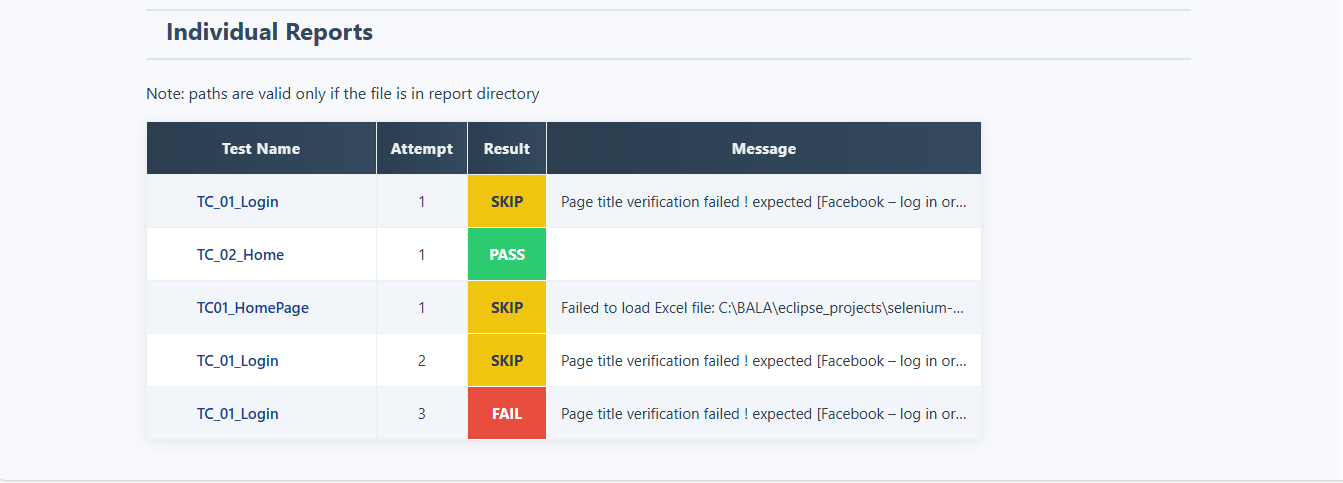 Individual Reports
Note: paths are valid only if the file is in report directory
Test Name Attempt Result Message
TC_01_Login 1 SKIP Page title verification failed ! expected [Facebook – log in or...
TC_02_Home 1 PASS
TC01_HomePage 1 SKIP Failed to load Excel file: C:\BALA\eclipse_projects\selenium-...
TC_01_Login 2 SKIP Page title verification failed ! expected [Facebook – log in or...
TC_01_Login 3 FAIL Page title verification failed ! expected [Facebook – log in or...